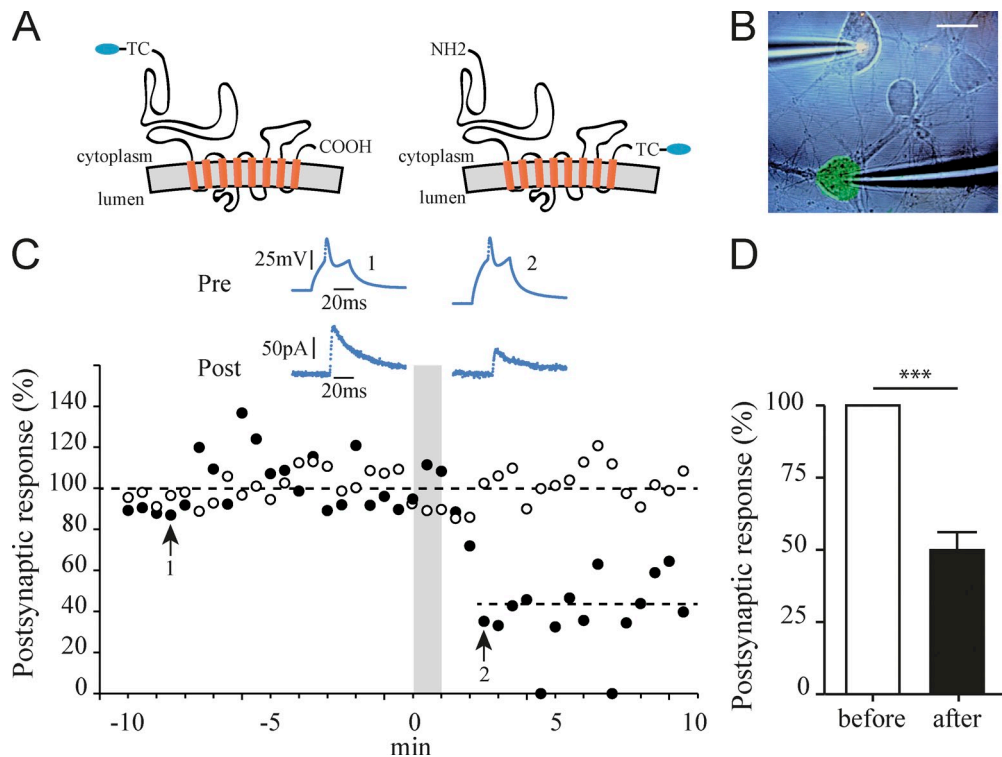 A
TC
cytoplasm
lumen
COOH
NH2
cytoplasm
lumen
TC
B
C
Pre
25mV
1
20ms
2
Post
50pA
20ms
Postsynaptic response (%)
140
120
100
80
60
40
20
0
1
2
-10
-5
0
5
10
min
D
***
Postsynaptic response (%)
100
75
50
25
0
before
after